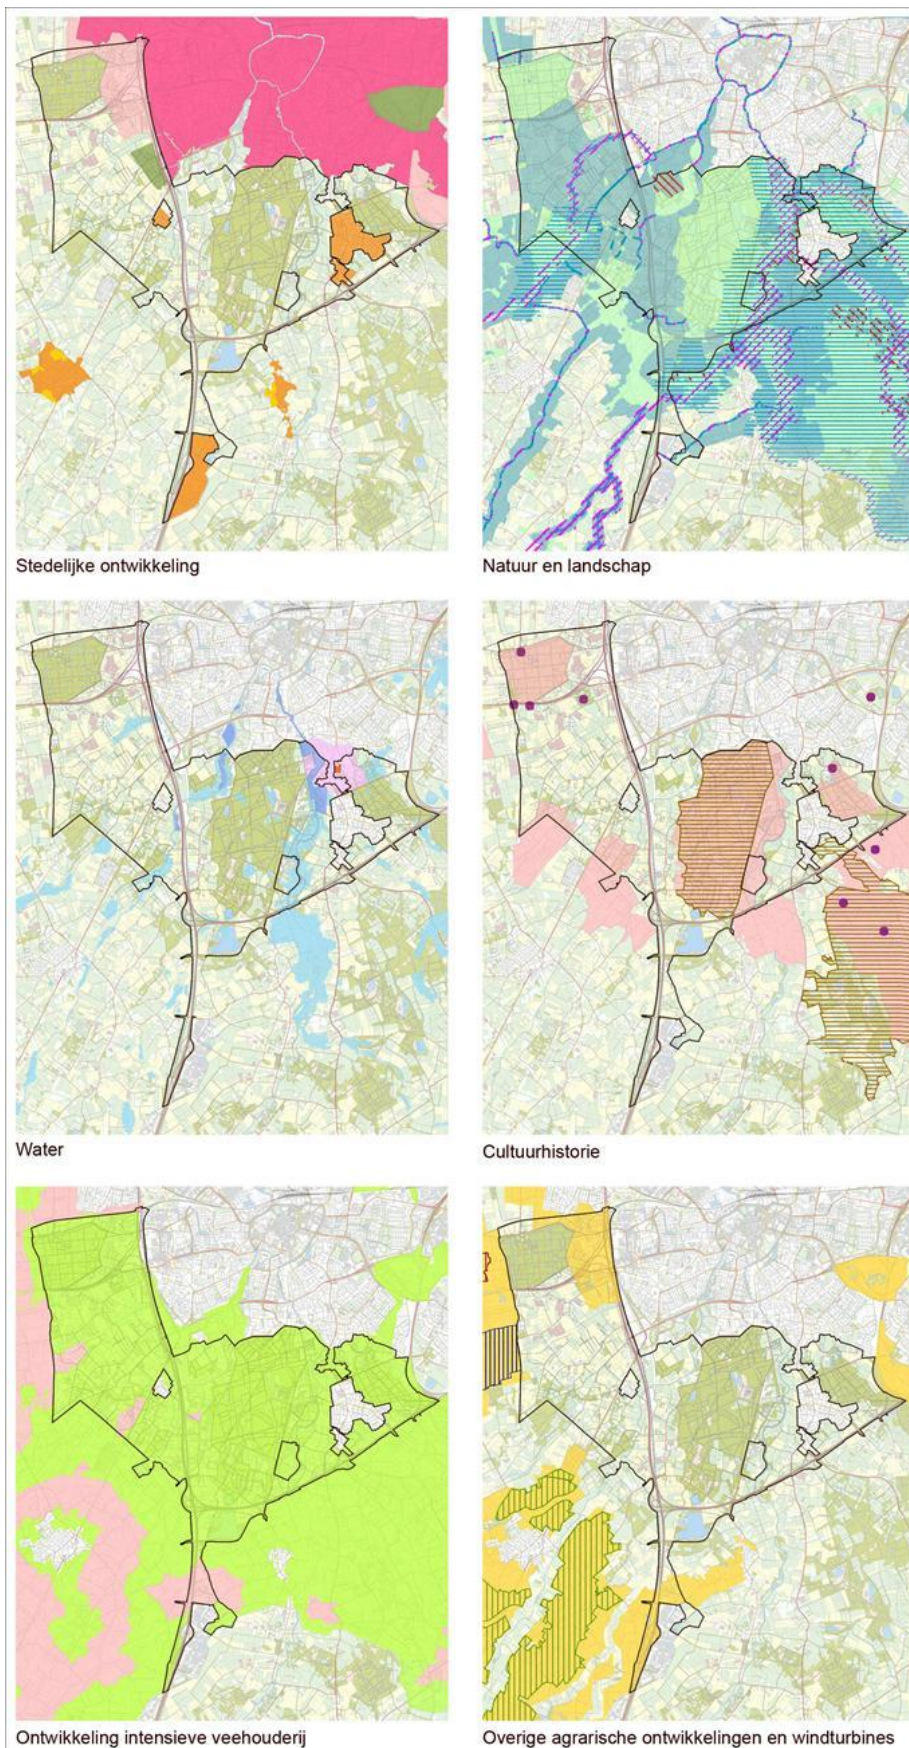 Stedelijke ontwikkeling
Natuur en landschap
Water
Cultuurhistorie
Ontwikkeling intensieve veehouderij
Overige agrarische ontwikkelingen en windturbines